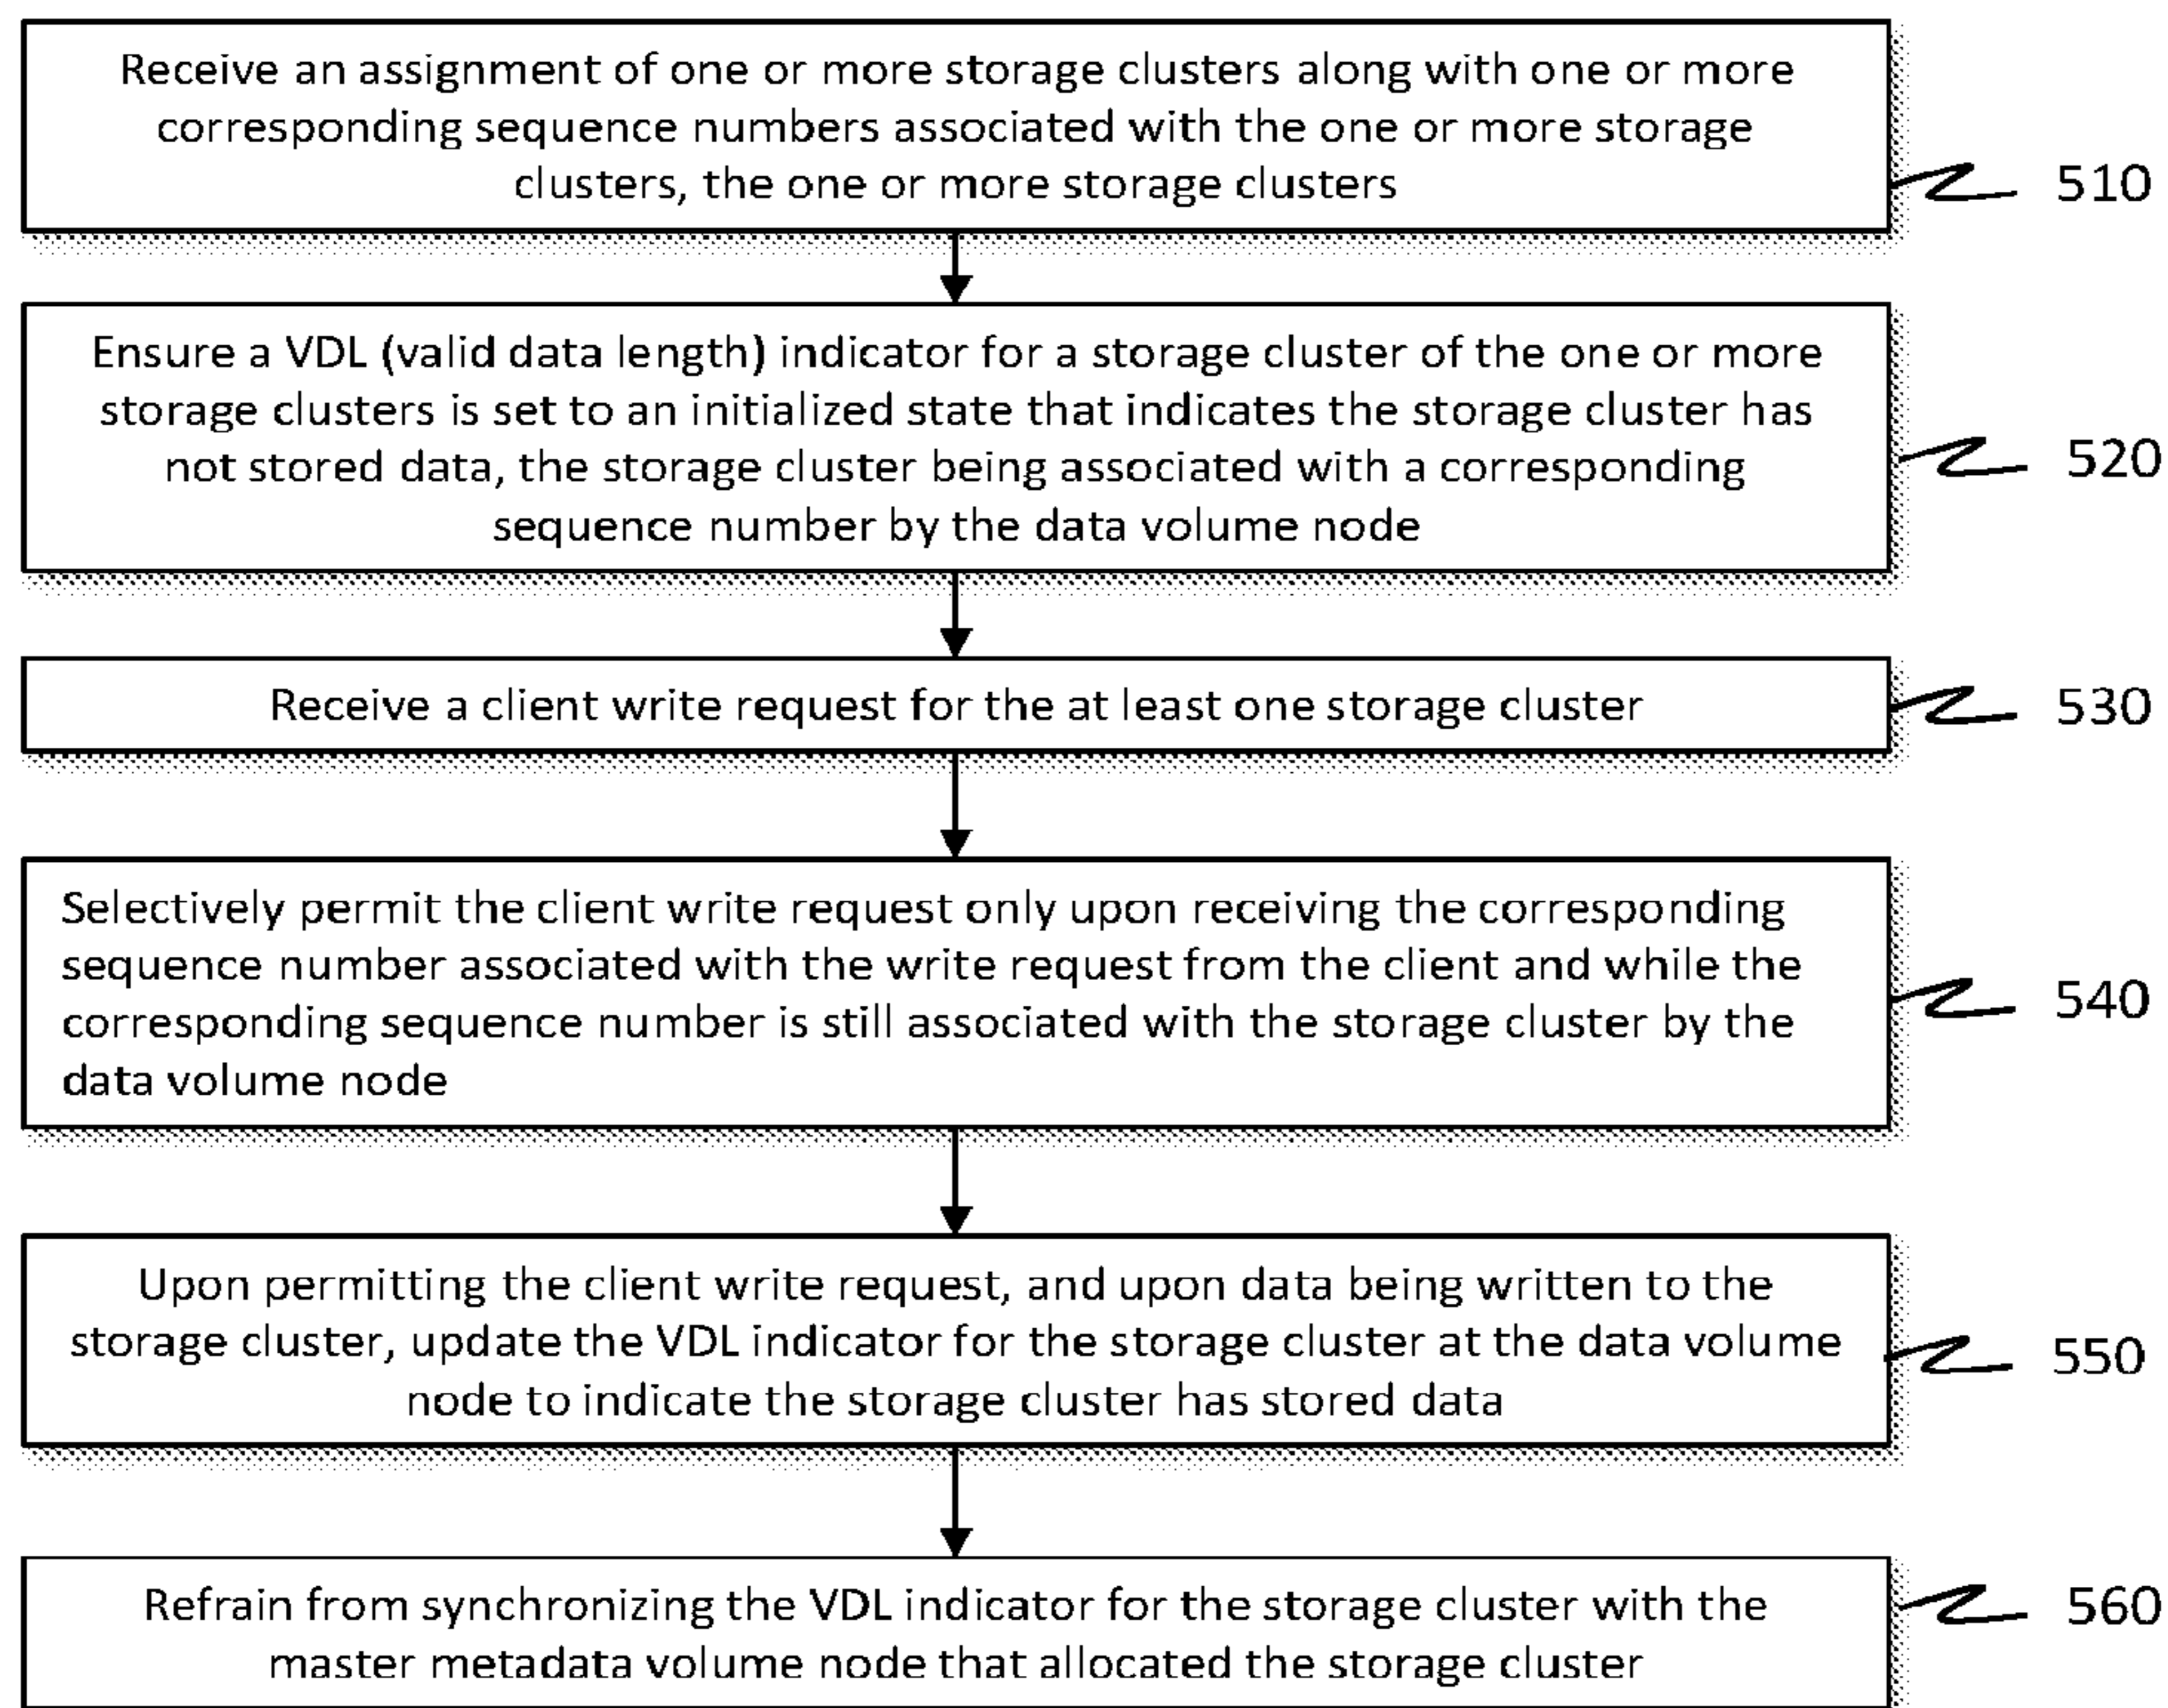 Receive an assignment of one or more storage clusters along with one or more
corresponding sequence numbers associated with the one or more storage
clusters, the one or more storage clusters
510
Ensure a VDL (valid data length) indicator for a storage cluster of the one or more
storage clusters is set to an initialized state that indicates the storage cluster has
not stored data, the storage cluster being associated with a corresponding
sequence number by the data volume node
520
Receive a client write request for the at least one storage cluster
530
Selectively permit the client write request only upon receiving the corresponding
sequence number associated with the write request from the client and while the
corresponding sequence number is still associated with the storage cluster by the
data volume node
540
Upon permitting the client write request, and upon data being written to the
storage cluster, update the VDL indicator for the storage cluster at the data volume
node to indicate the storage cluster has stored data
550
Refrain from synchronizing the VDL indicator for the storage cluster with the
master metadata volume node that allocated the storage cluster
560